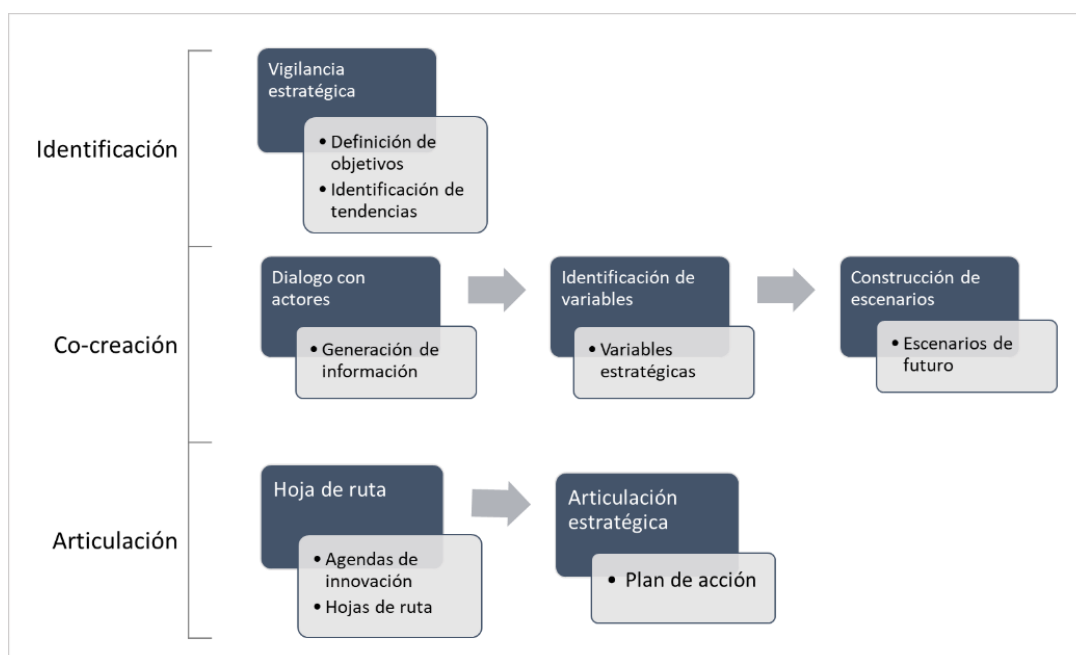 Identificación
Vigilancia
estratégica
• Definición de
objetivos
• Identificación de
tendencias
Co-creación
Dialogo con
actores
• Generación de
información
Identificación de
variables
• Variables
estratégicas
Construcción de
escenarios
• Escenarios de
futuro
Articulación
Hoja de ruta
• Agendas de
innovación
• Hojas de ruta
Articulación
estratégica
• Plan de acción